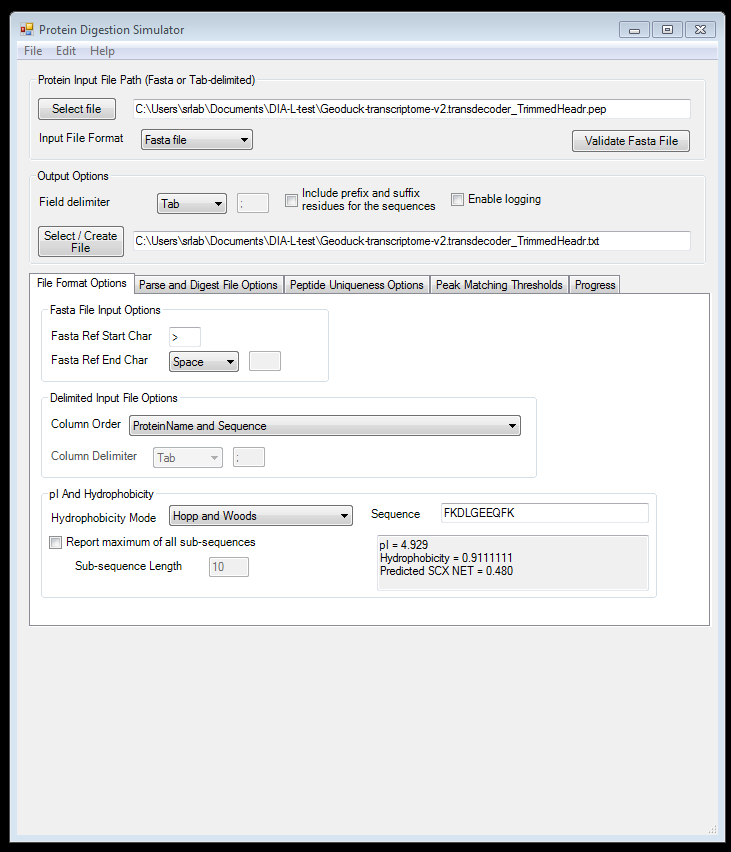 Protein Digestion Simulator
File Edit Help
Protein Input File Path (Fasta or Tab-delimited)
Select file C:\Users\srlab\Documents\DIA-L-test\Geoduck-transcriptome-v2.transdecoder_TrimmedHeadr.pep
Input File Format Fasta file Validate Fasta File
Output Options
Field delimiter Tab ; Include prefix and suffix residues for the sequences Enable logging
Select / Create File C:\Users\srlab\Documents\DIA-L-test\Geoduck-transcriptome-v2.transdecoder_TrimmedHeadr.txt
File Format Options Parse and Digest File Options Peptide Uniqueness Options Peak Matching Thresholds Progress
Fasta File Input Options
Fasta Ref Start Char >
Fasta Ref End Char Space
Delimited Input File Options
Column Order ProteinName and Sequence
Column Delimiter Tab ;
pI And Hydrophobicity
Hydrophobicity Mode Hopp and Woods Sequence FKDLGEEQFK
Report maximum of all sub-sequences
Sub-sequence Length 10
pI = 4.929
Hydrophobicity = 0.9111111
Predicted SCX NET = 0.480